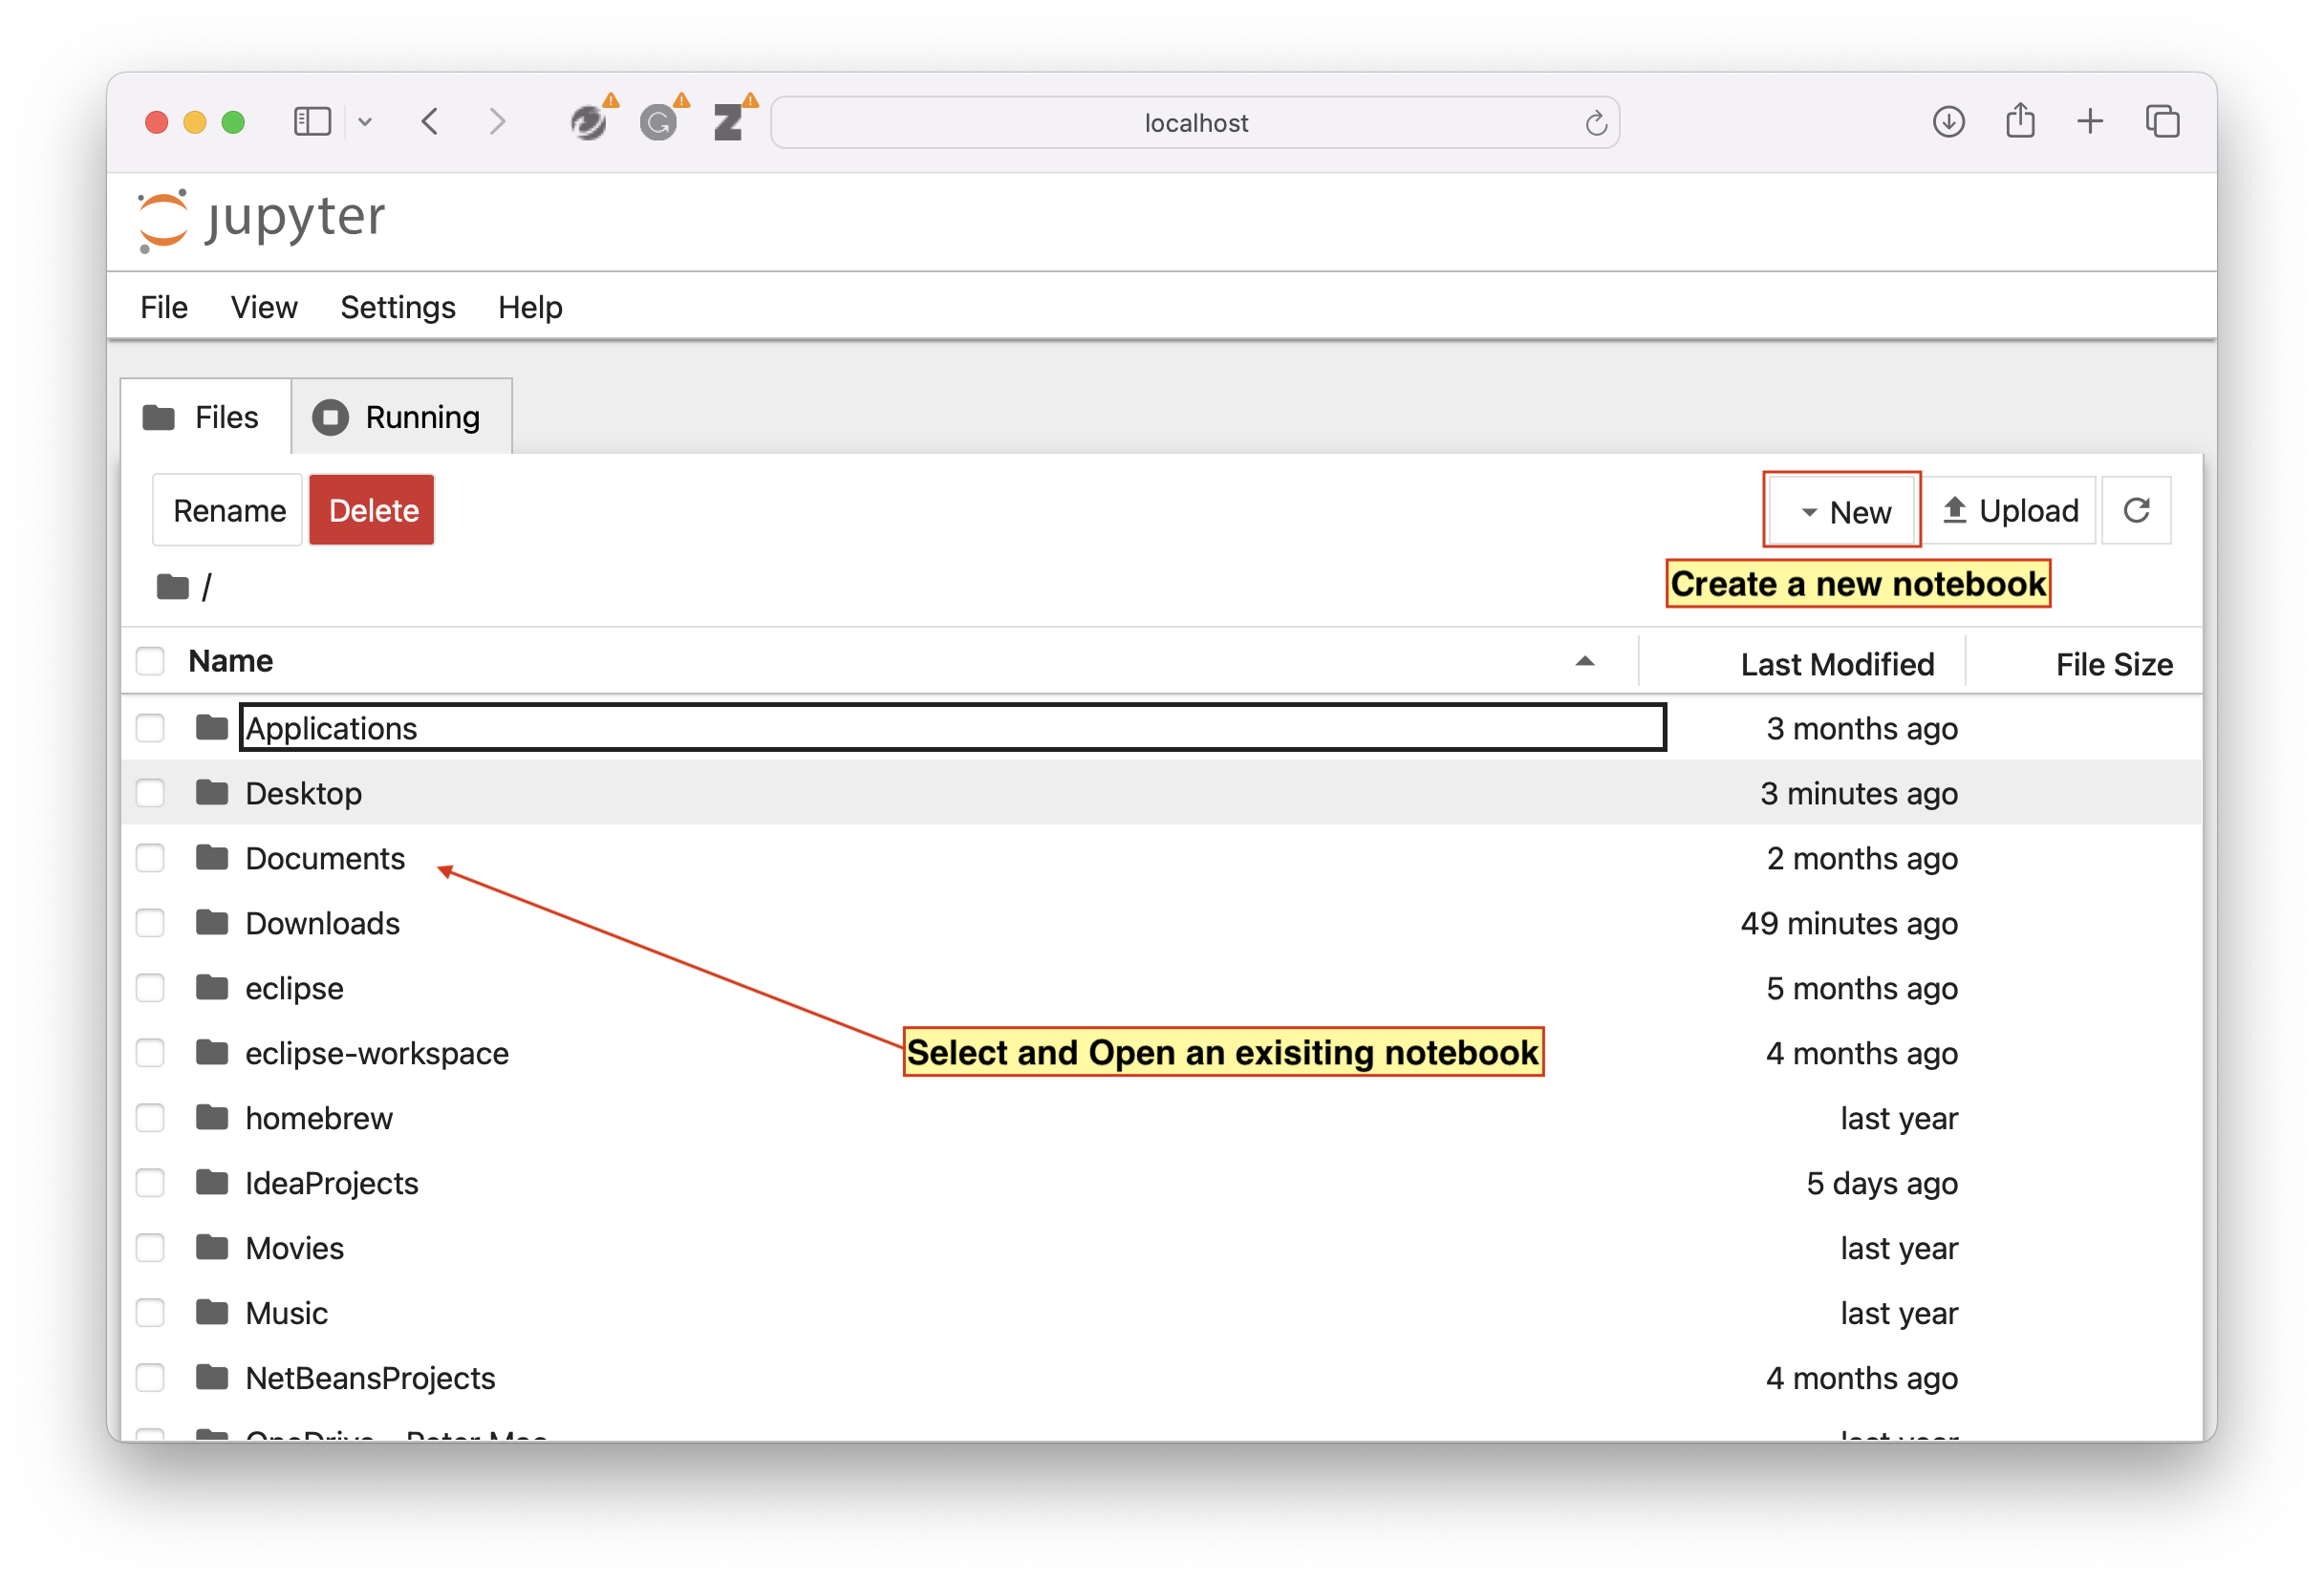 localhost
jupyter
File View Settings Help
Files Running
Rename Delete New Upload
/
Create a new notebook
Name Last Modified File Size
Applications 3 months ago
Desktop 3 minutes ago
Documents 2 months ago
Downloads 49 minutes ago
eclipse 5 months ago
Select and Open an exisiting notebook
eclipse-workspace 4 months ago
homebrew last year
IdeaProjects 5 days ago
Movies last year
Music last year
NetBeansProjects 4 months ago
OneDrive last year